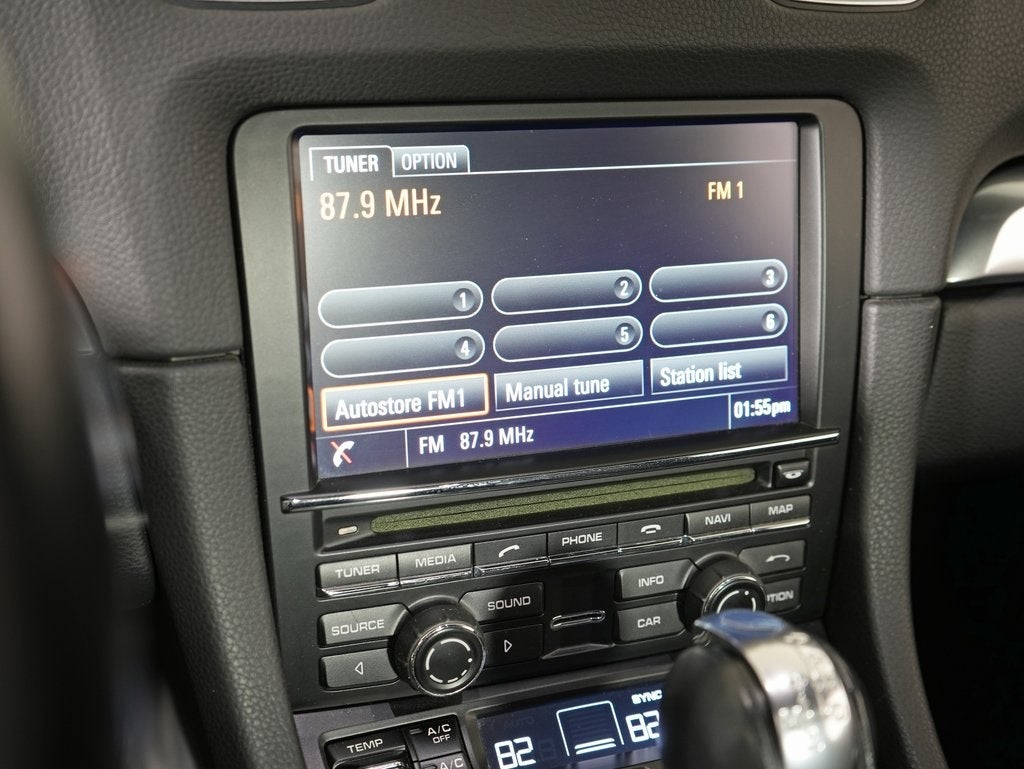 TUNER OPTION
87.9 MHz FM 1
1 2 3
4 5 6
Autostore FM1 Manual tune Station list
FM 87.9 MHz 01:55pm
TUNER MEDIA PHONE NAVI MAP
SOURCE SOUND INFO
CAR
TEMP A/C OFF
A/C
82 SYNC 82